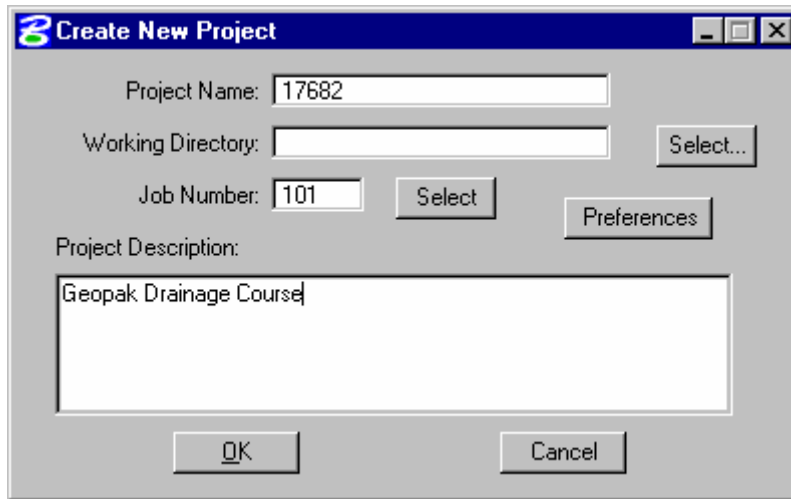 Create New Project
Project Name: 17682
Working Directory: Select...
Job Number: 101 Select
Preferences
Project Description:
Geopak Drainage Course
OK Cancel